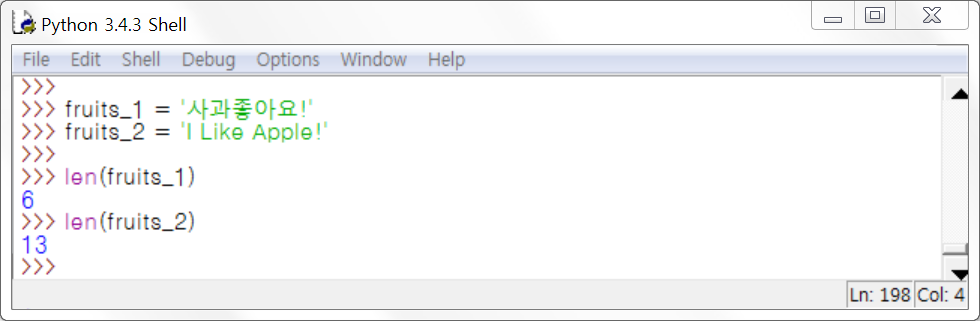 Python 3.4.3 Shell
File Edit Shell Debug Options Window Help
>>>
>>> fruits_1 = '사과좋아요!'
>>> fruits_2 = 'I Like Apple!'
>>>
>>> len(fruits_1)
6
>>> len(fruits_2)
13
>>>
Ln: 198 Col: 4